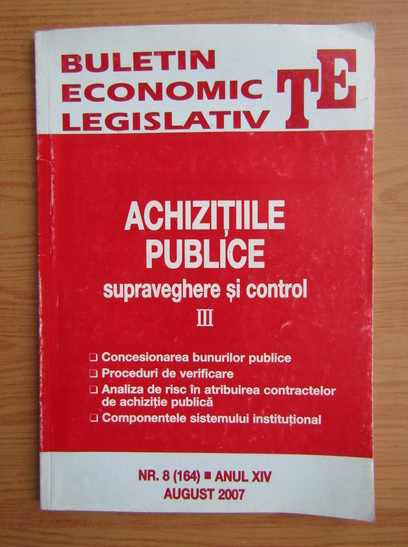 BULETIN
ECONOMIC
LEGISLATIV
TE
ACHIZIȚIILE
PUBLICE
supraveghere și control
III
❑ Concesionarea bunurilor publice
❑ Proceduri de verificare
❑ Analiza de risc în atribuirea contractelor
de achiziție publică
❑ Componentele sistemului instituțional
NR. 8 (164) ■ ANUL XIV
AUGUST 2007